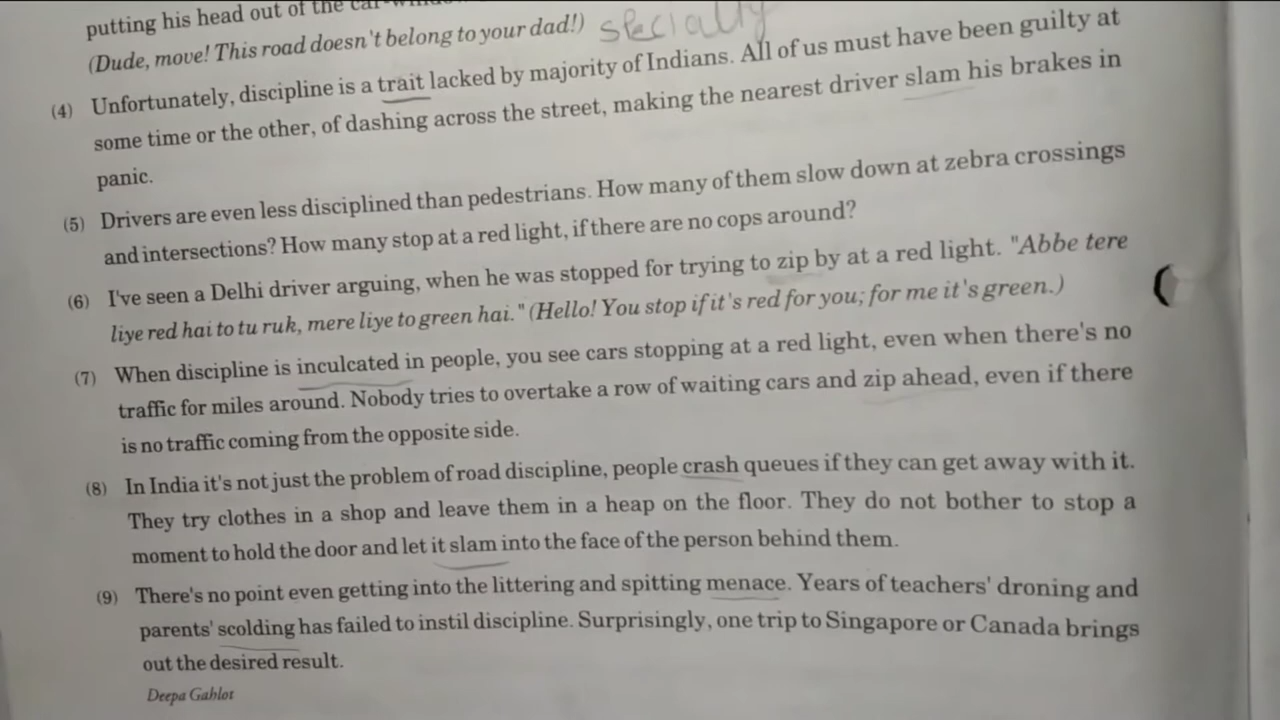 putting his head out of the car-window
(Dude, move! This road doesn't belong to your dad!) specially
(4) Unfortunately, discipline is a trait lacked by majority of Indians. All of us must have been guilty at
some time or the other, of dashing across the street, making the nearest driver slam his brakes in
panic.
(5) Drivers are even less disciplined than pedestrians. How many of them slow down at zebra crossings
and intersections? How many stop at a red light, if there are no cops around?
(6) I've seen a Delhi driver arguing, when he was stopped for trying to zip by at a red light. "Abbe tere
liye red hai to tu ruk, mere liye to green hai." (Hello! You stop if it's red for you; for me it's green.)
(7) When discipline is inculcated in people, you see cars stopping at a red light, even when there's no
traffic for miles around. Nobody tries to overtake a row of waiting cars and zip ahead, even if there
is no traffic coming from the opposite side.
(8) In India it's not just the problem of road discipline, people crash queues if they can get away with it.
They try clothes in a shop and leave them in a heap on the floor. They do not bother to stop a
moment to hold the door and let it slam into the face of the person behind them.
(9) There's no point even getting into the littering and spitting menace. Years of teachers' droning and
parents' scolding has failed to instil discipline. Surprisingly, one trip to Singapore or Canada brings
out the desired result.
Deepa Gahlot